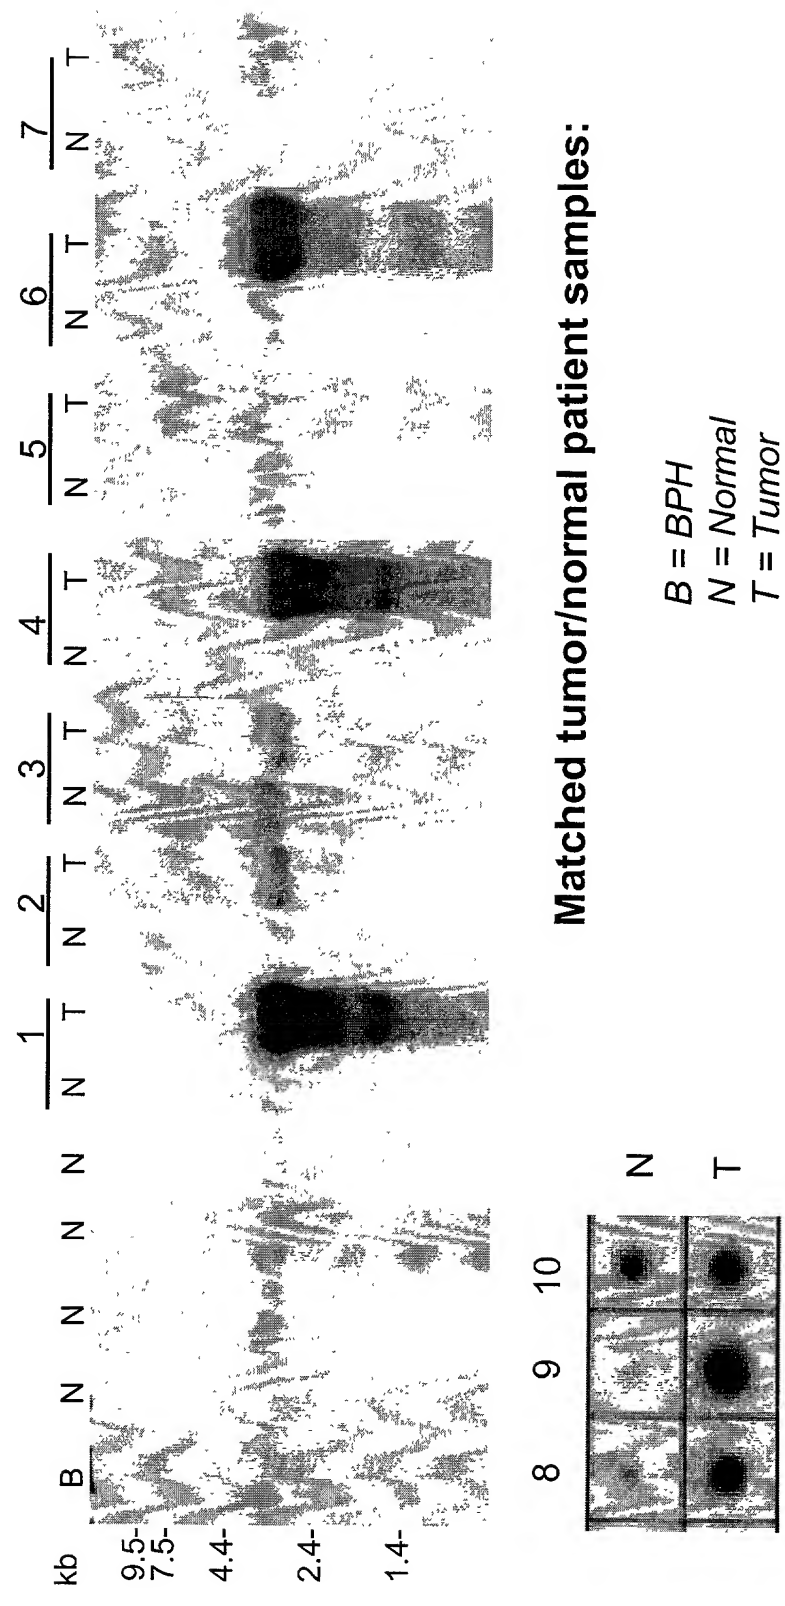 1 2 3 4 5 6 7
kb B N N N N N T N T N T N T N T N T N T
9.5-
7.5-
4.4-
2.4-
1.4-
Matched tumor/normal patient samples:
8 9 10
N
T
B = BPH
N = Normal
T = Tumor